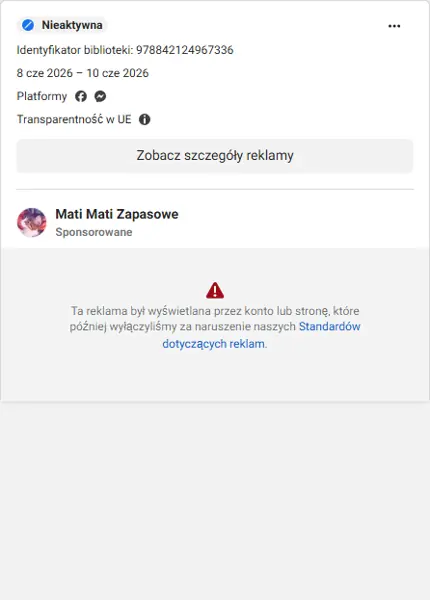 Nieaktywna
Identyfikator biblioteki: 978842124967336
8 cze 2026 – 10 cze 2026
Platformy
Transparentność w UE
Zobacz szczegóły reklamy
Mati Mati Zapasowe
Sponsorowane
Ta reklama był wyświetlana przez konto lub stronę, które
później wyłączyliśmy za naruszenie naszych Standardów
dotyczących reklam.